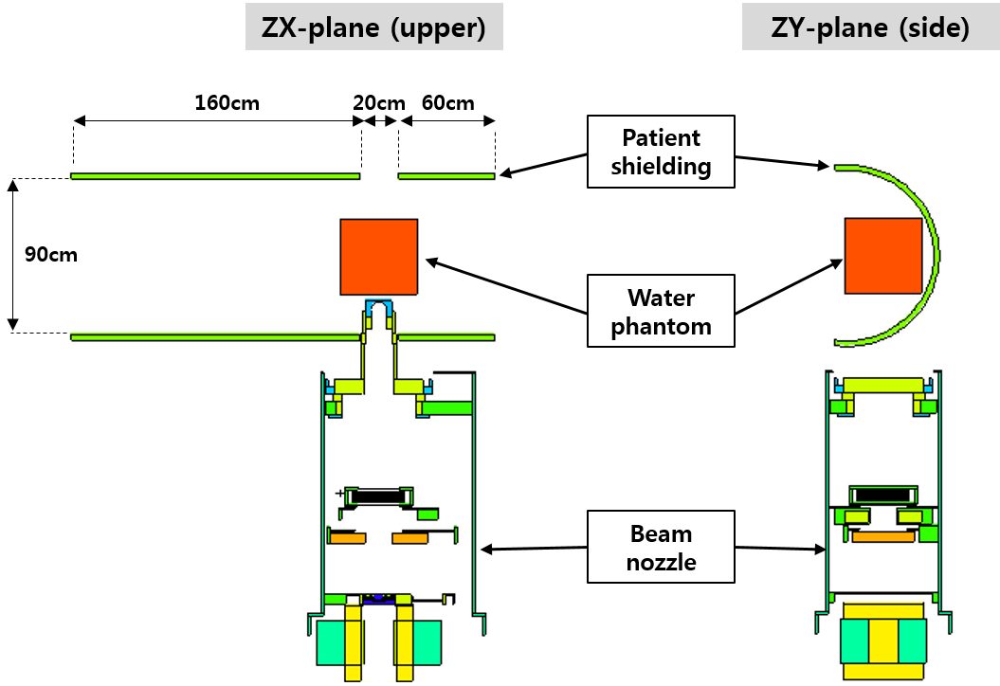 ZX-plane (upper)
ZY-plane (side)
160cm
20cm
60cm
Patient
shielding
90cm
Water
phantom
Beam
nozzle